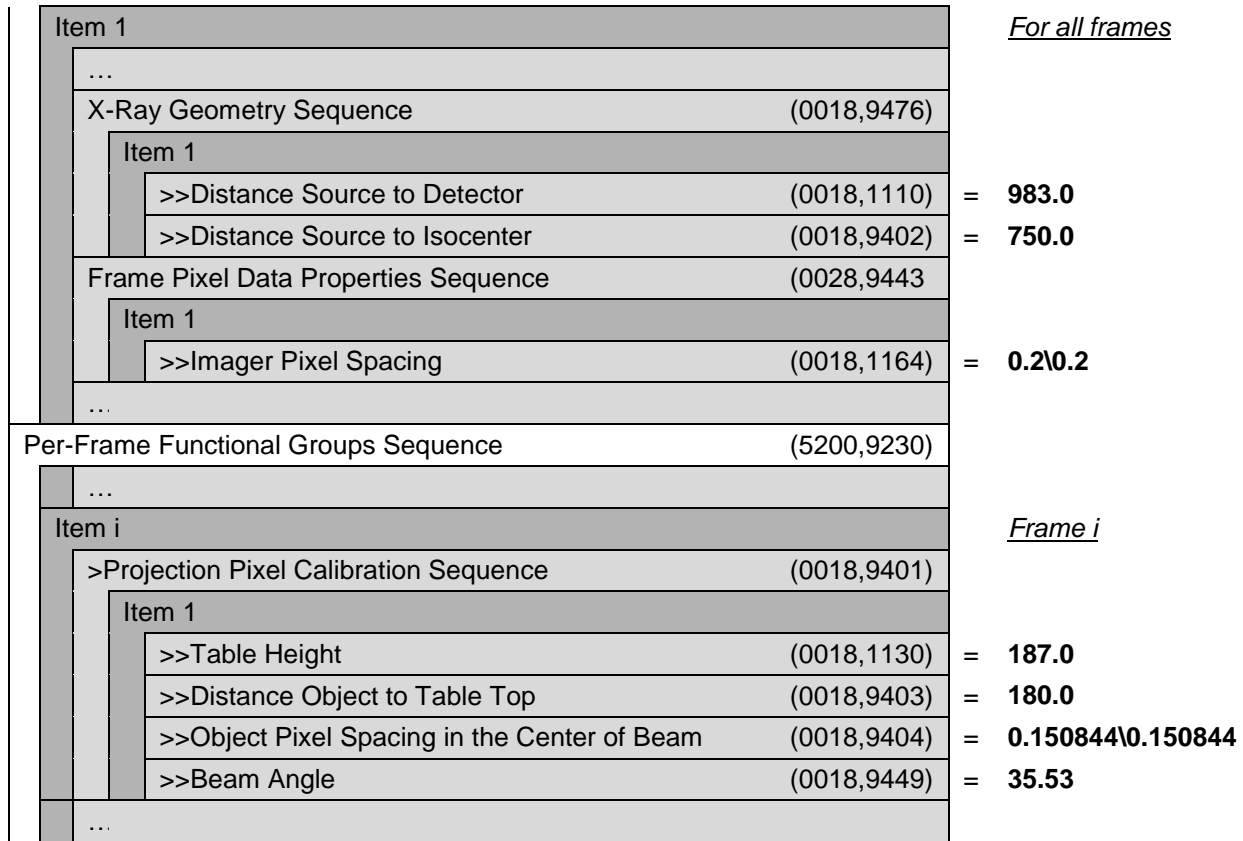 Item 1 For all frames
…
X-Ray Geometry Sequence (0018,9476)
Item 1
>>Distance Source to Detector (0018,1110) = 983.0
>>Distance Source to Isocenter (0018,9402) = 750.0
Frame Pixel Data Properties Sequence (0028,9443
Item 1
>>Imager Pixel Spacing (0018,1164) = 0.2\0.2
…
Per-Frame Functional Groups Sequence (5200,9230)
…
Item i Frame i
>Projection Pixel Calibration Sequence (0018,9401)
Item 1
>>Table Height (0018,1130) = 187.0
>>Distance Object to Table Top (0018,9403) = 180.0
>>Object Pixel Spacing in the Center of Beam (0018,9404) = 0.150844\0.150844
>>Beam Angle (0018,9449) = 35.53
…